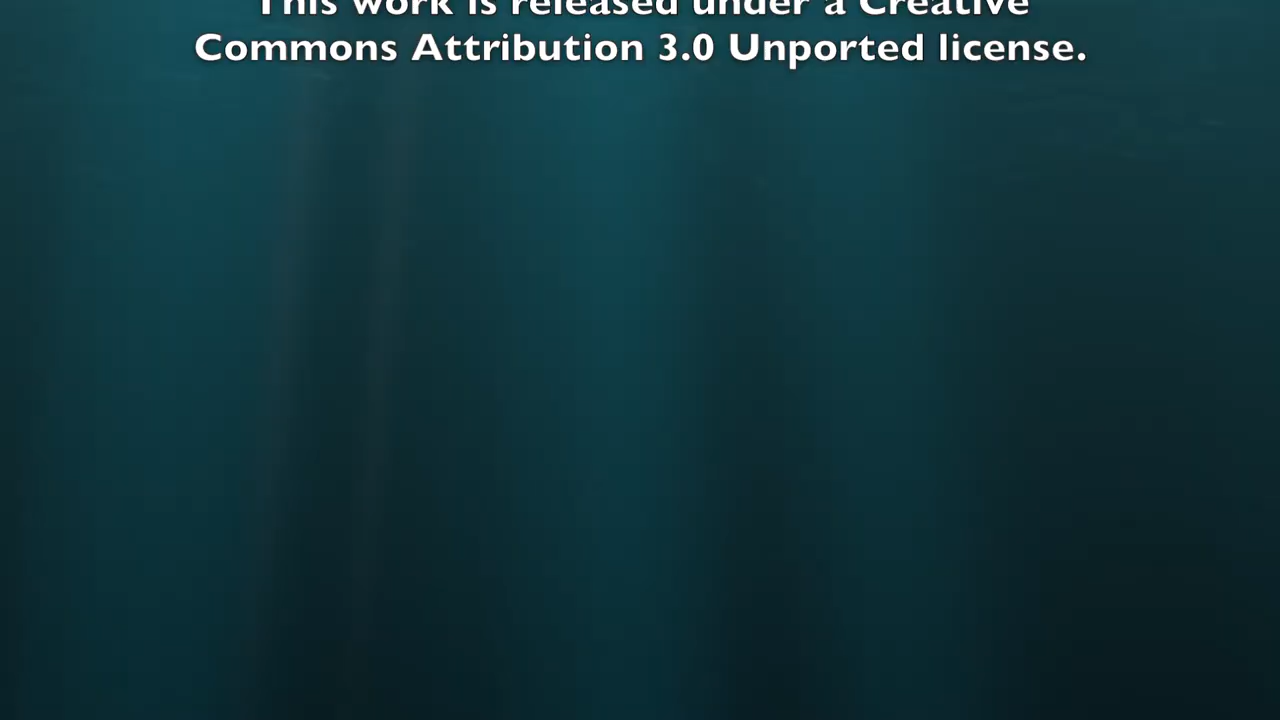 This work is released under a Creative
Commons Attribution 3.0 Unported license.